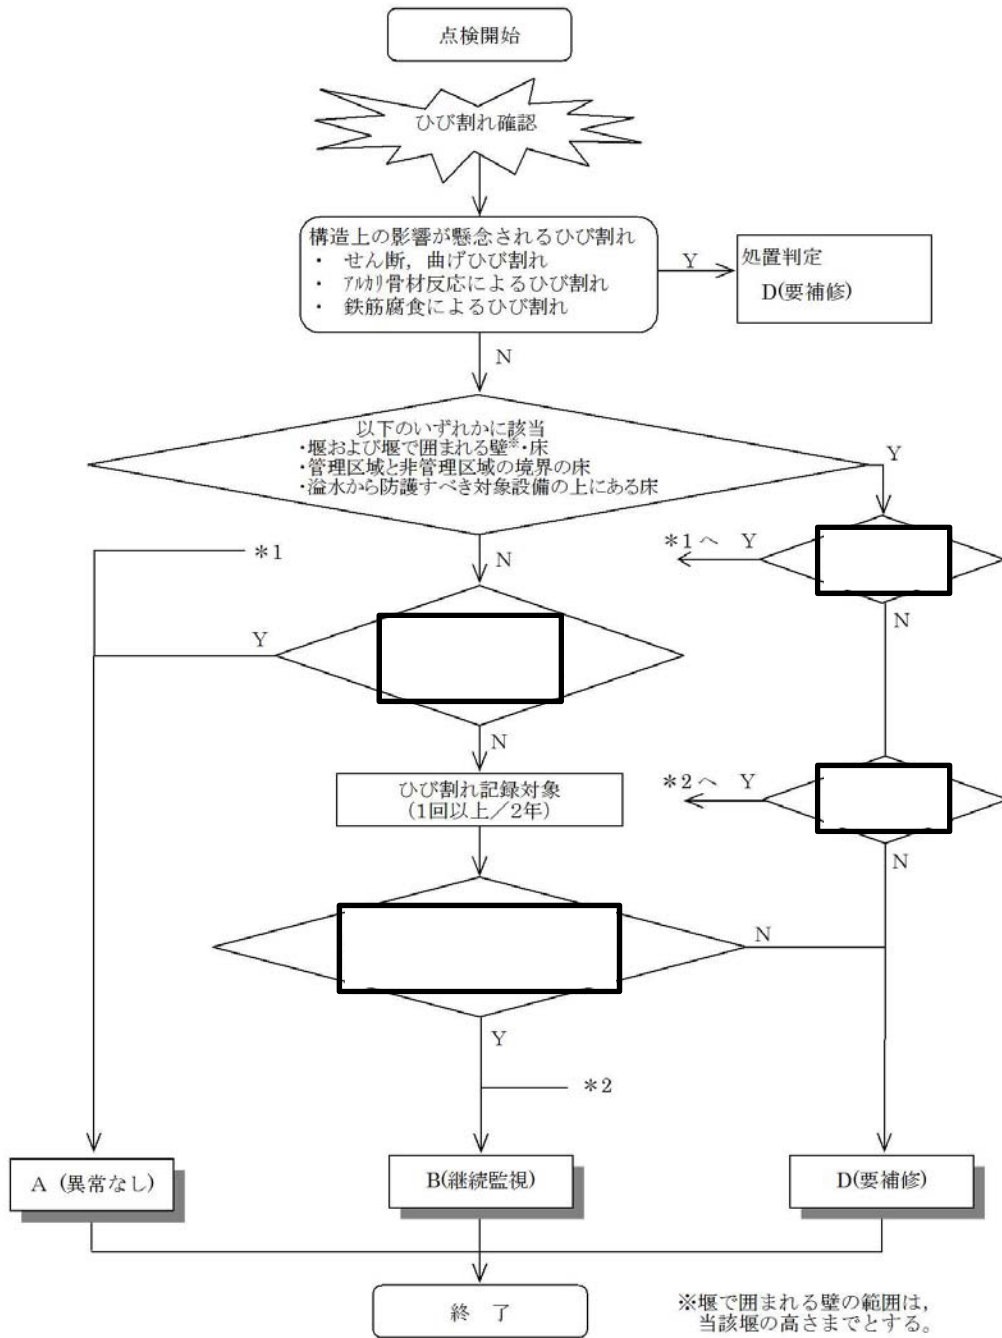 点検開始
ひび割れ確認
構造上の影響が懸念されるひび割れ
・ せん断，曲げひび割れ
・ ｱﾙｶﾘ骨材反応によるひび割れ
・ 鉄筋腐食によるひび割れ
Y
処置判定
D(要補修)
N
以下のいずれかに該当
・堰および堰で囲まれる壁※・床
・管理区域と非管理区域の境界の床
・溢水から防護すべき対象設備の上にある床
Y
＊1
N
＊1へ Y
N
Y
N
ひび割れ記録対象
(1回以上／2年)
＊2へ Y
N
N
Y
＊2
A (異常なし)
B(継続監視)
D(要補修)
終 了
※堰で囲まれる壁の範囲は，
当該堰の高さまでとする。